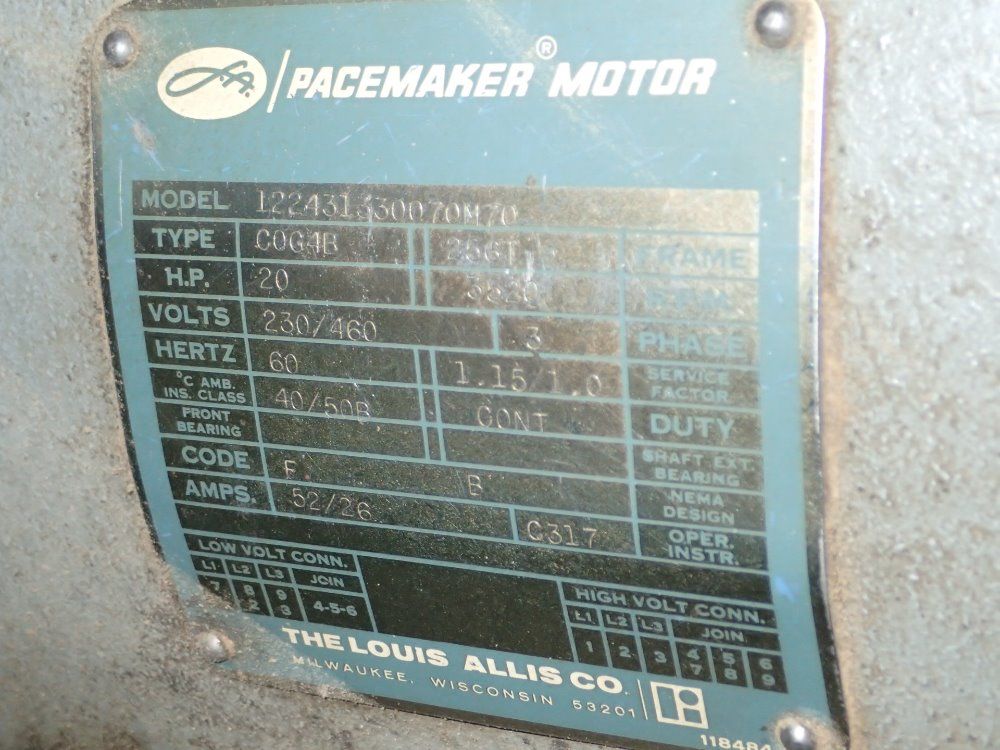 PACEMAKER® MOTOR
MODEL 122431330070M70
TYPE COG4B 256T FRAME
H.P. 20 3520 R.P.M.
VOLTS 230/460 3 PHASE
HERTZ 60 1.15/1.0 SERVICE FACTOR
°C AMB. INS. CLASS 40/50B CONT DUTY
FRONT BEARING SHAFT EXT. BEARING
CODE F B NEMA DESIGN
AMPS. 52/26 C317 OPER. INSTR.
LOW VOLT CONN. HIGH VOLT CONN.
L1 L2 L3 JOIN L1 L2 L3 JOIN
7 8 9 4-5-6 1 2 3 4 5 6
2 3 7 8 9
THE LOUIS ALLIS CO.
MILWAUKEE, WISCONSIN 53201
118484